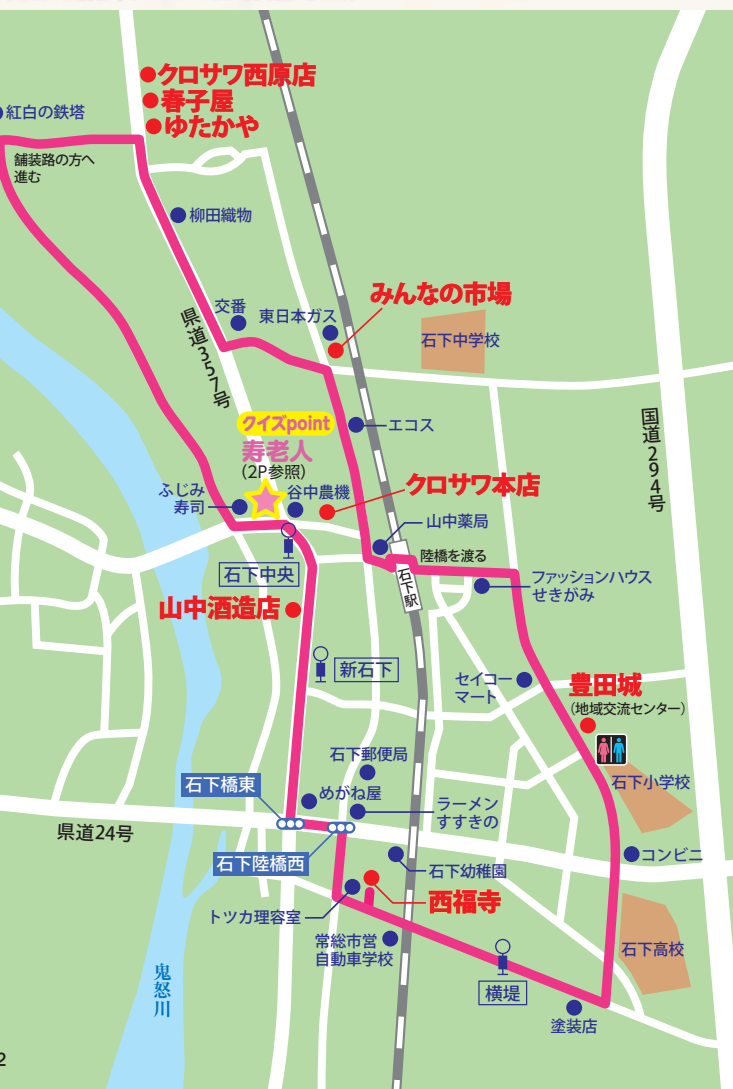 クロサワ西原店
春子屋
ゆたかや
紅白の鉄塔
舗装路の方へ
進む
柳田織物
みんなの市場
交番
東日本ガス
県道357号
石下中学校
国道294号
クイズpoint
寿老人
(2P参照)
エコス
ふじみ
寿司
谷中農機
クロサワ本店
山中薬局
陸橋を渡る
石下駅
石下中央
ファッションハウス
せきがみ
山中酒造店
新石下
セイコー
マート
豊田城
(地域交流センター)
石下郵便局
石下橋東
めがね屋
ラーメン
すすきの
石下小学校
県道24号
石下陸橋西
石下幼稚園
コンビニ
西福寺
トツカ理容室
常総市営
自動車学校
石下高校
鬼怒川
横堤
塗装店
2